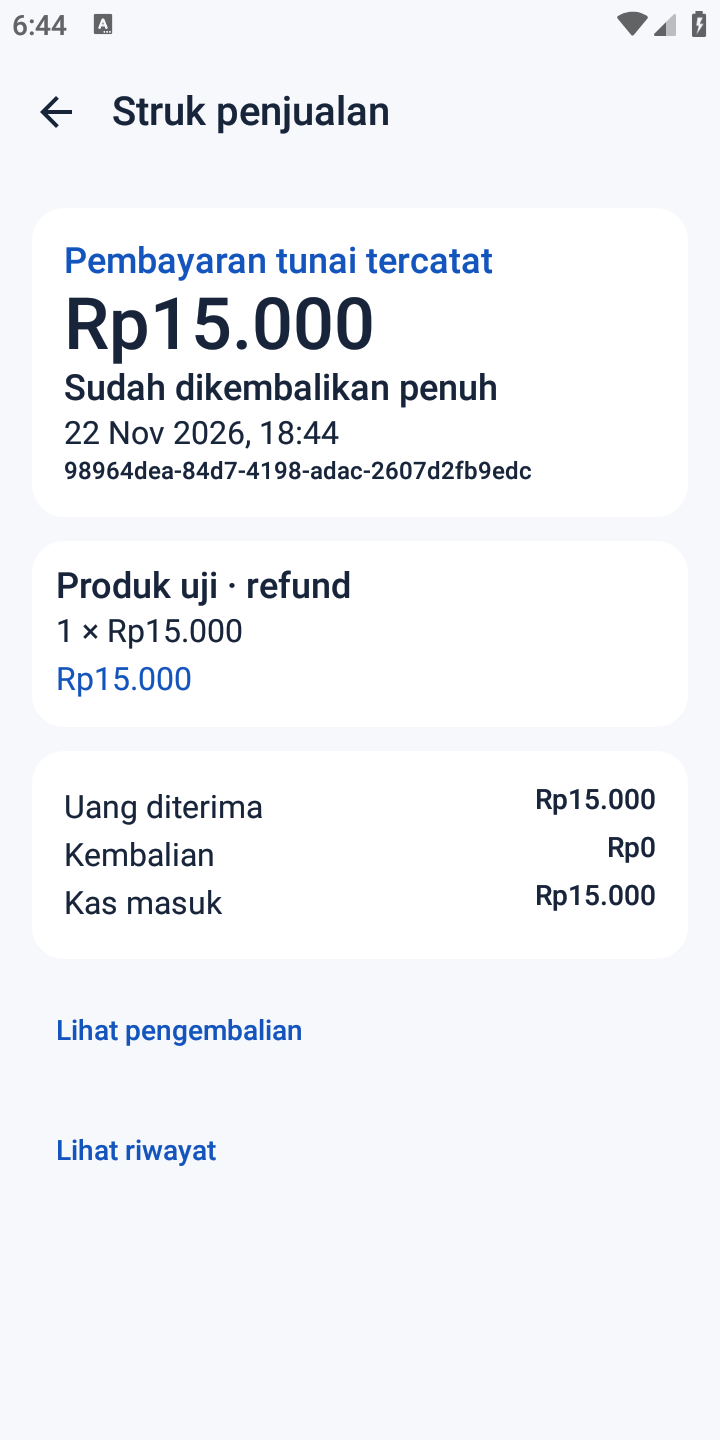 6:44
A
Struk penjualan
Pembayaran tunai tercatat
Rp15.000
Sudah dikembalikan penuh
22 Nov 2026, 18:44
98964dea-84d7-4198-adac-2607d2fb9edc
Produk uji · refund
1 × Rp15.000
Rp15.000
Uang diterima Rp15.000
Kembalian Rp0
Kas masuk Rp15.000
Lihat pengembalian
Lihat riwayat